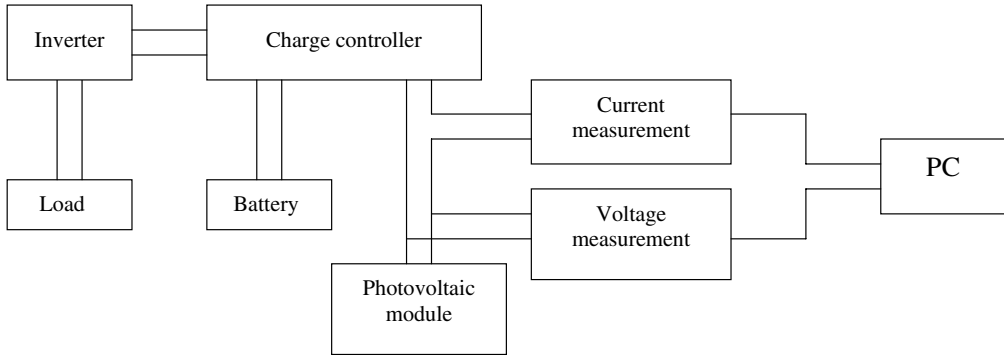 Inverter
Charge controller
Current
measurement
PC
Load
Battery
Voltage
measurement
Photovoltaic
module